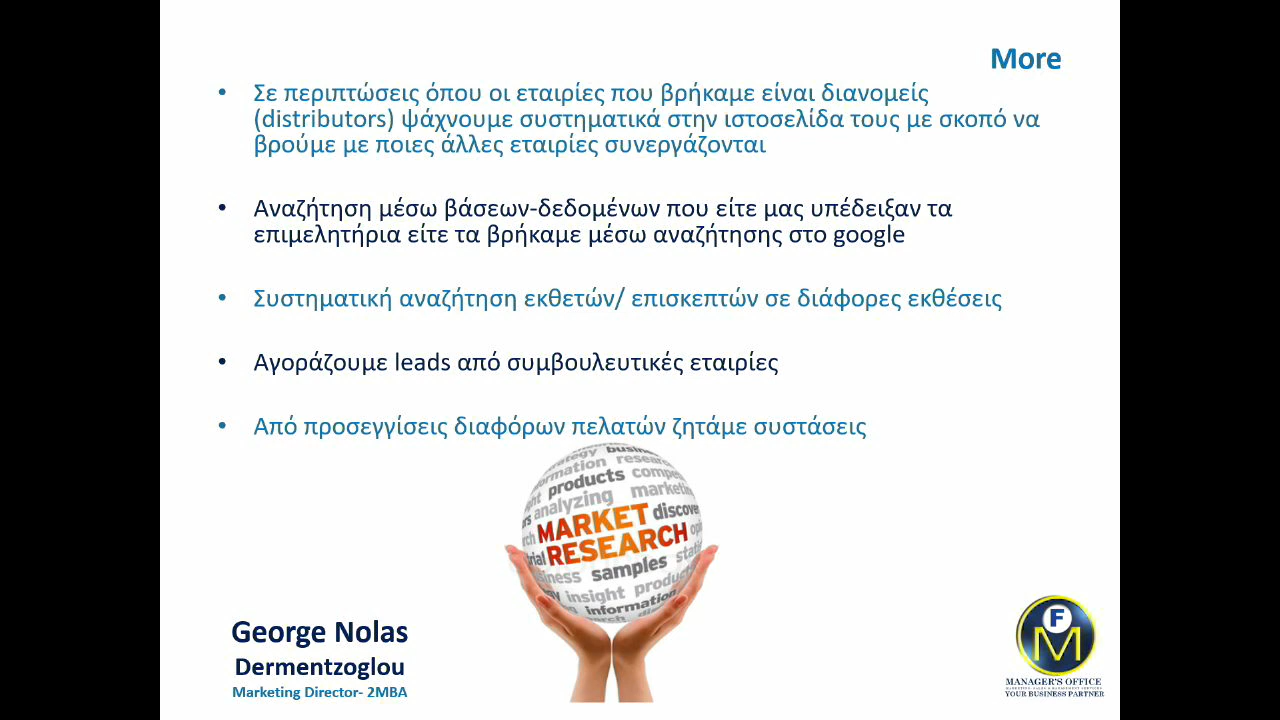 More
• Σε περιπτώσεις όπου οι εταιρίες που βρήκαμε είναι διανομείς
(distributors) ψάχνουμε συστηματικά στην ιστοσελίδα τους με σκοπό να
βρούμε με ποιες άλλες εταιρίες συνεργάζονται
• Αναζήτηση μέσω βάσεων-δεδομένων που είτε μας υπέδειξαν τα
επιμελητήρια είτε τα βρήκαμε μέσω αναζήτησης στο google
• Συστηματική αναζήτηση εκθετών/ επισκεπτών σε διάφορες εκθέσεις
• Αγοράζουμε leads από συμβουλευτικές εταιρίες
• Από προσεγγίσεις διαφόρων πελατών ζητάμε συστάσεις
products
analyzing
discover
MARKET
RESEARCH
samples
insight
information
George Nolas
Dermentzoglou
Marketing Director- 2MBA
F
M
MANAGER'S OFFICE
YOUR BUSINESS PARTNER